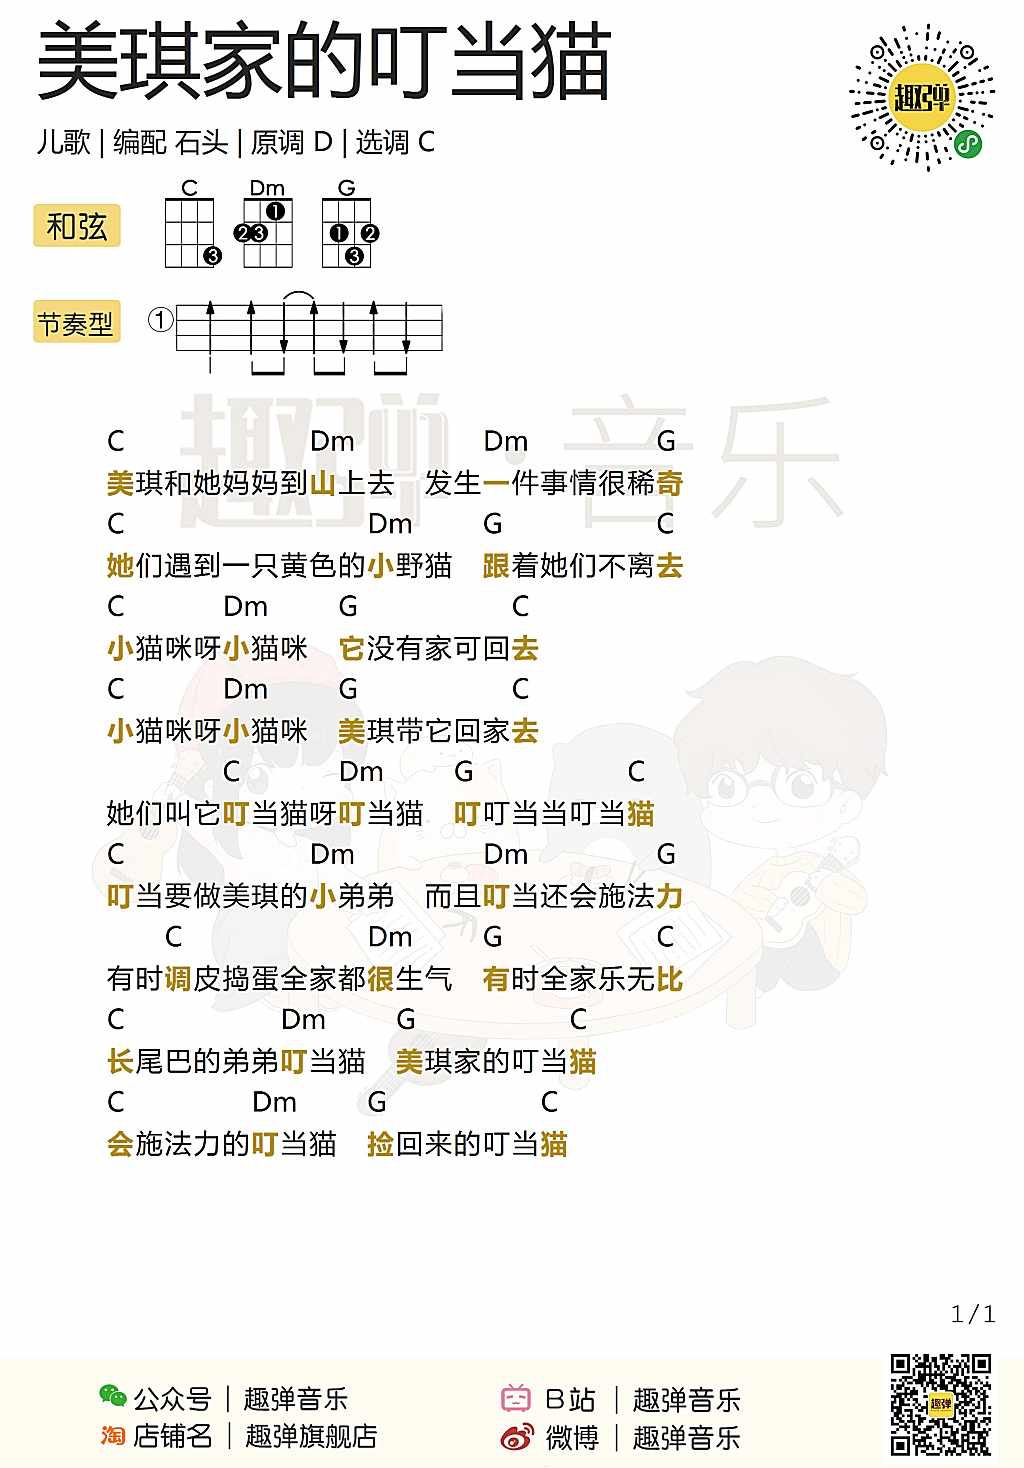 美琪家的叮当猫
趣弹
儿歌 | 编配 石头 | 原调 D | 选调 C
和弦
C Dm G
3 2 3 1 1 2 3
节奏型
①
趣弹·音乐
C Dm Dm G
美琪和她妈妈到山上去 发生一件事情很稀奇
C Dm G C
她们遇到一只黄色的小野猫 跟着她们不离去
C Dm G C
小猫咪呀小猫咪 它没有家可回去
C Dm G C
小猫咪呀小猫咪 美琪带它回家去
C Dm G C
她们叫它叮当猫呀叮当猫 叮叮当当叮当猫
C Dm Dm G
叮当要做美琪的小弟弟 而且叮当还会施法力
C Dm G C
有时调皮捣蛋全家都很生气 有时全家乐无比
C Dm G C
长尾巴的弟弟叮当猫 美琪家的叮当猫
C Dm G C
会施法力的叮当猫 捡回来的叮当猫
1/1
公众号 | 趣弹音乐
B站 | 趣弹音乐
趣弹
淘 店铺名 | 趣弹旗舰店
微博 | 趣弹音乐